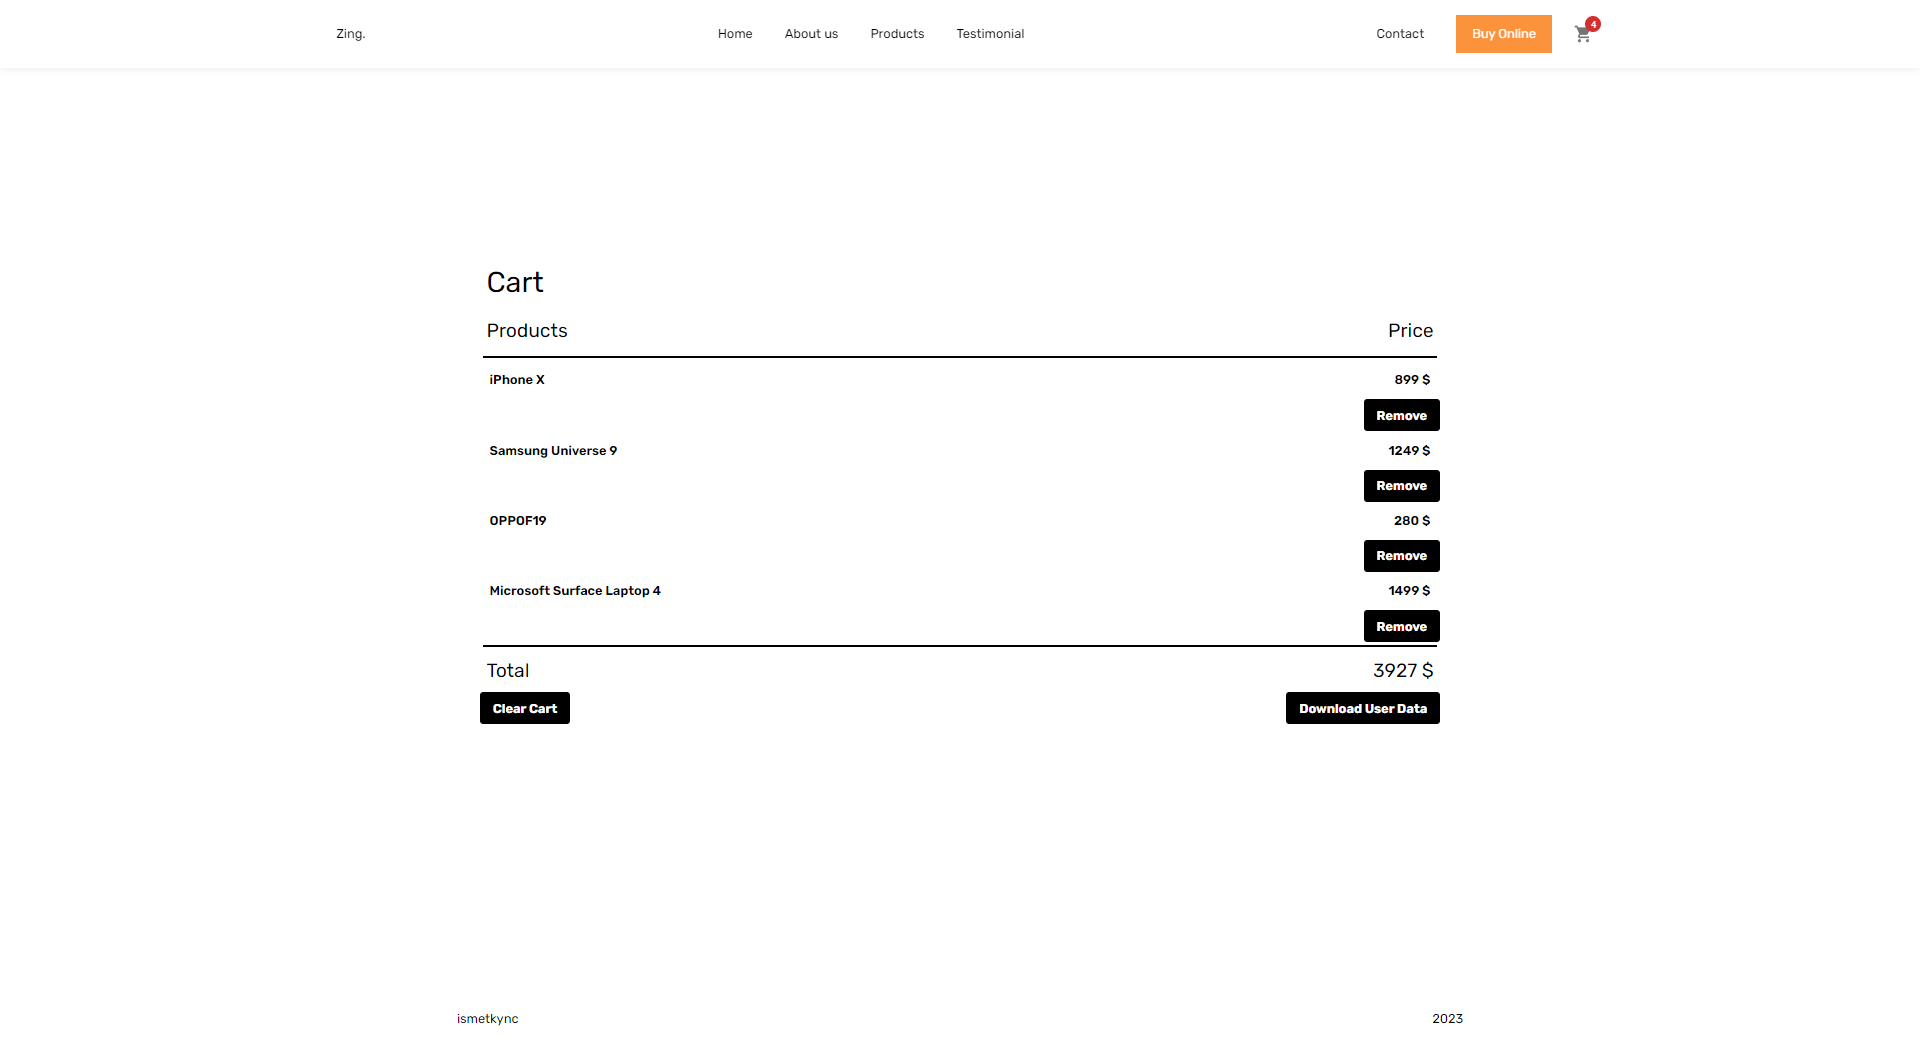 Zing.
Home
About us
Products
Testimonial
Contact
Buy Online
4
Cart
Products Price
iPhone X 899 $
Remove
Samsung Universe 9 1249 $
Remove
OPPOF19 280 $
Remove
Microsoft Surface Laptop 4 1499 $
Remove
Total 3927 $
Clear Cart Download User Data
ismetkync 2023